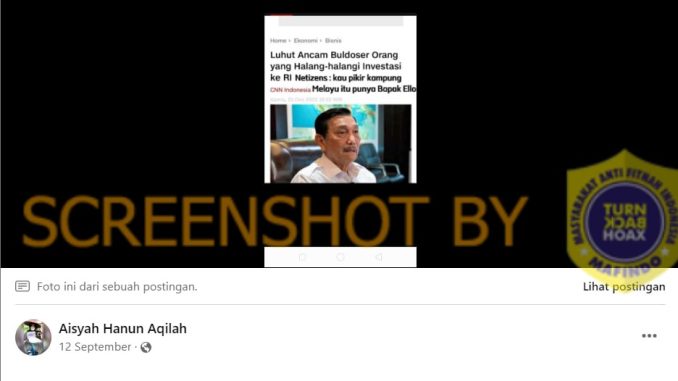 Home > Ekonomi > Bisnis
Luhut Ancam Buldoser Orang
yang Halang-halangi Investasi
ke RI Netizens : kau pikir kampung
CNN Indonesia Melayu itu punya Bapak Ello
SCREENSHOT BY
MASYARAKAT ANTI FITNAH INDONESIA
TURN
BACK
HOAX
MAFINDO
Foto ini dari sebuah postingan.
Lihat postingan
Aisyah Hanun Aqilah
12 September ·